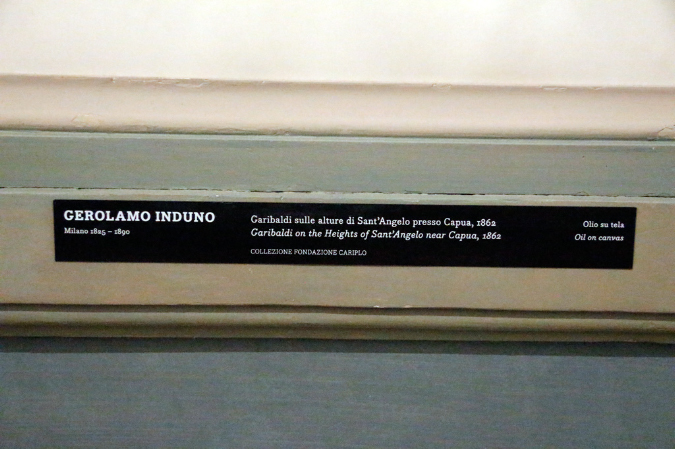 GEROLAMO INDUNO
Milano 1825 – 1890
Garibaldi sulle alture di Sant'Angelo presso Capua, 1862
Garibaldi on the Heights of Sant'Angelo near Capua, 1862
COLLEZIONE FONDAZIONE CARIPLO
Olio su tela
Oil on canvas